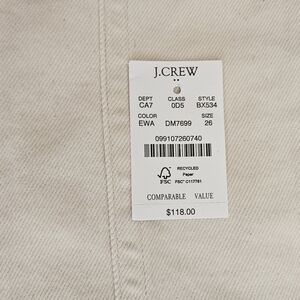 J.CREW
DEPT CLASS STYLE
CA7 0D5 BX534
COLOR SIZE
EWA DM7699 26
099107260740
RECYCLED
Paper
FSC
FSC® C117761
COMPARABLE VALUE
$118.00